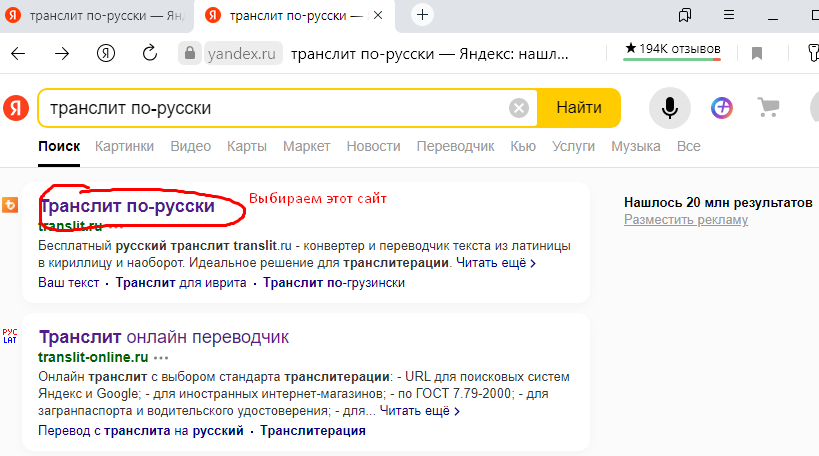 Я транслит по-русски — Ян
Я транслит по-русски —
Я yandex.ru транслит по-русски — Яндекс: нашл... ★ 194K отзывов
Я транслит по-русски Найти
Поиск Картинки Видео Карты Маркет Новости Переводчик Кью Услуги Музыка Все
Ъ Транслит по-русски Выбираем этот сайт
translit.ru
Бесплатный русский транслит translit.ru - конвертер и переводчик текста из латиницы
в кириллицу и наоборот. Идеальное решение для транслитерации. Читать ещё >
Ваш текст · Транслит для иврита · Транслит по-грузински
Нашлось 20 млн результатов
Разместить рекламу
РУС
LAT
Транслит онлайн переводчик
translit-online.ru
Онлайн транслит с выбором стандарта транслитерации: - URL для поисковых систем
Яндекс и Google; - для иностранных интернет-магазинов; - по ГОСТ 7.79-2000; - для
загранпаспорта и водительского удостоверения; - для... Читать ещё >
Перевод с транслита на русский · Транслитерация